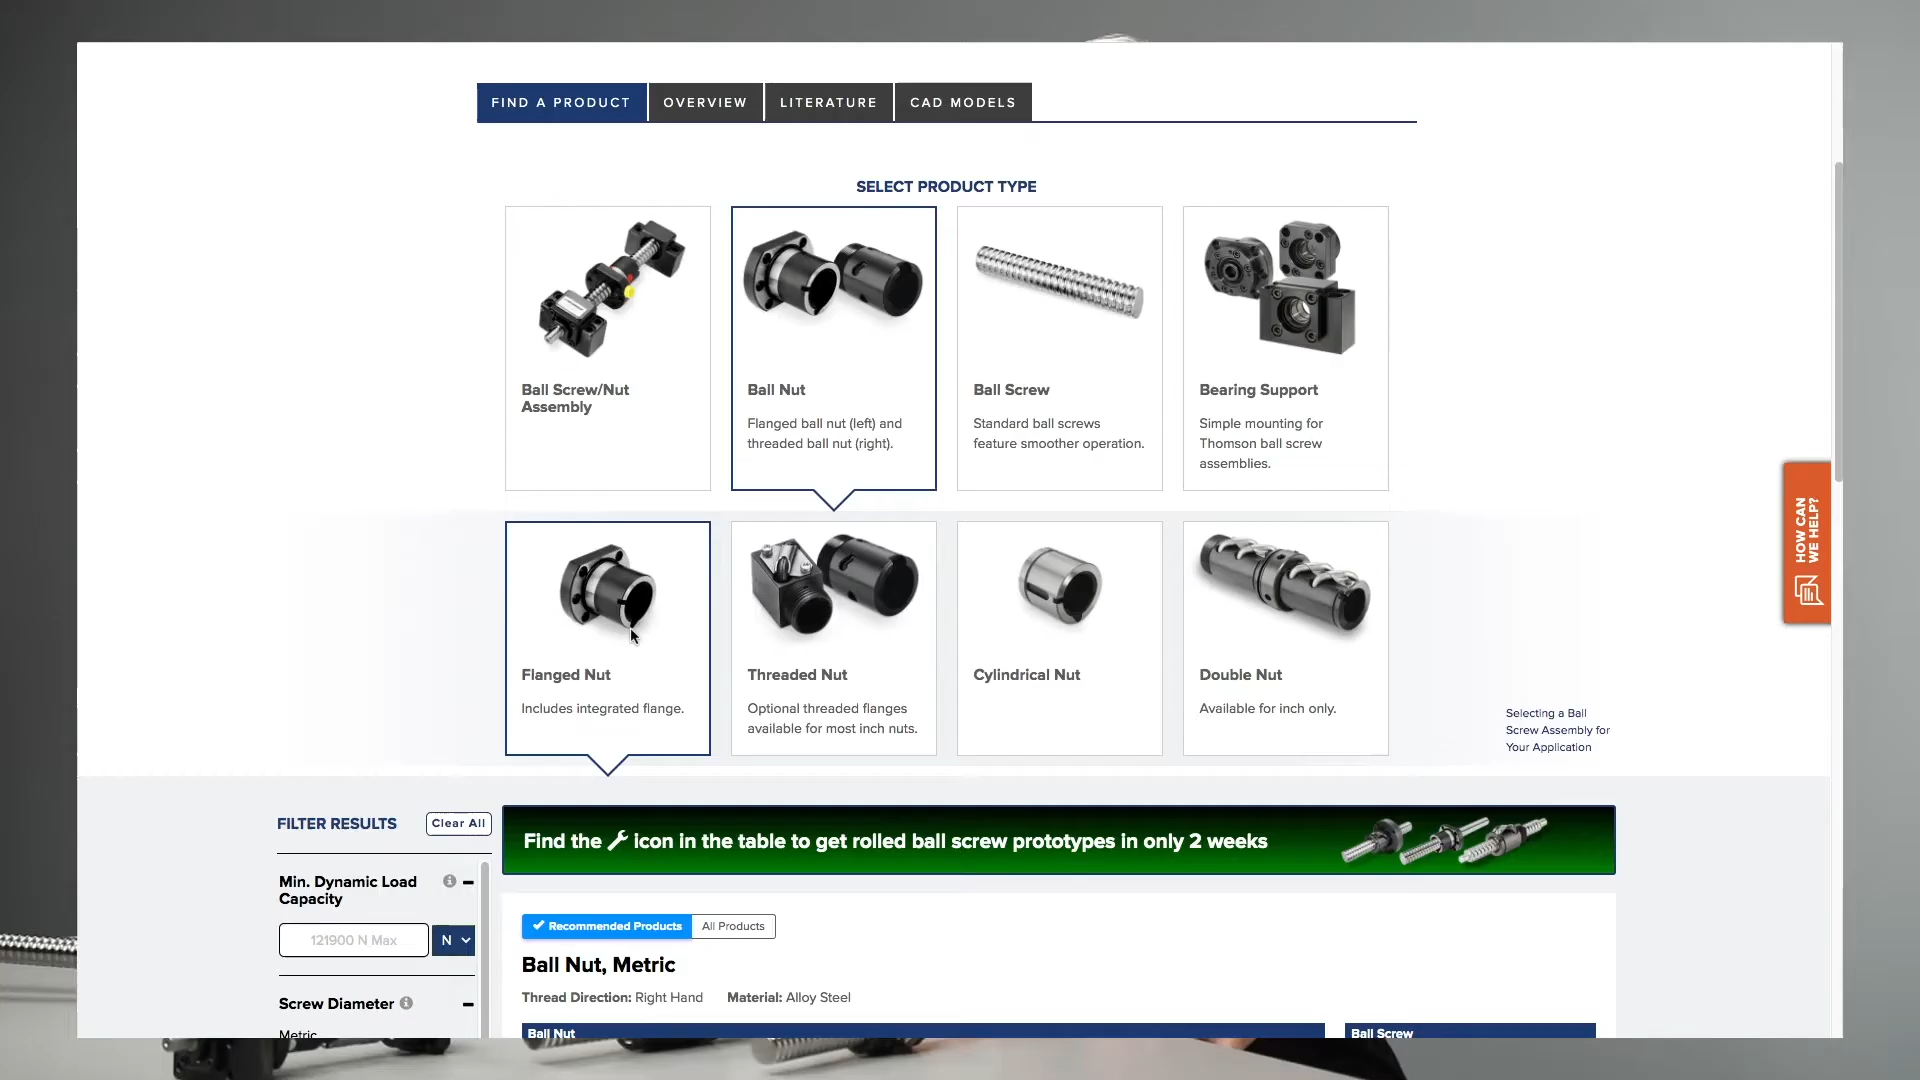 FIND A PRODUCT
OVERVIEW
LITERATURE
CAD MODELS
SELECT PRODUCT TYPE
Ball Screw/Nut
Assembly
Ball Nut
Flanged ball nut (left) and
threaded ball nut (right).
Ball Screw
Standard ball screws
feature smoother operation.
Bearing Support
Simple mounting for
Thomson ball screw
assemblies.
HOW CAN
WE HELP?
Flanged Nut
Includes integrated flange.
Threaded Nut
Optional threaded flanges
available for most inch nuts.
Cylindrical Nut
Double Nut
Available for inch only.
Selecting a Ball
Screw Assembly for
Your Application
FILTER RESULTS
Clear All
Min. Dynamic Load
Capacity
121900 N Max
N
Screw Diameter
Metric
Find the icon in the table to get rolled ball screw prototypes in only 2 weeks
Recommended Products
All Products
Ball Nut, Metric
Thread Direction: Right Hand Material: Alloy Steel
Ball Nut
Ball Screw